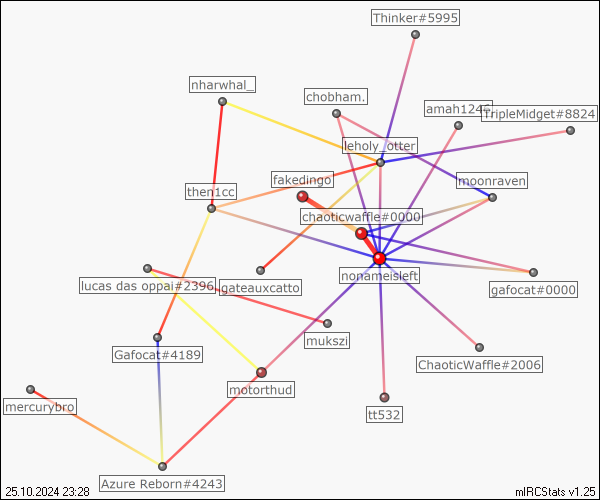 Thinker#5995
nharwhal_
chobham.
TripleMidget#8824
leholy_otter
fakedingo
moonraven
then1cc
chaoticwaffle#0000
nonameisleft
lucas das oppai#2396
gateauxcatto
gafocat#0000
mukszi
Gafocat#4189
ChaoticWaffle#2006
motorthud
mercurybro
tt532
Azure Reborn#4243
25.10.2024 23:28
mIRCStats v1.25